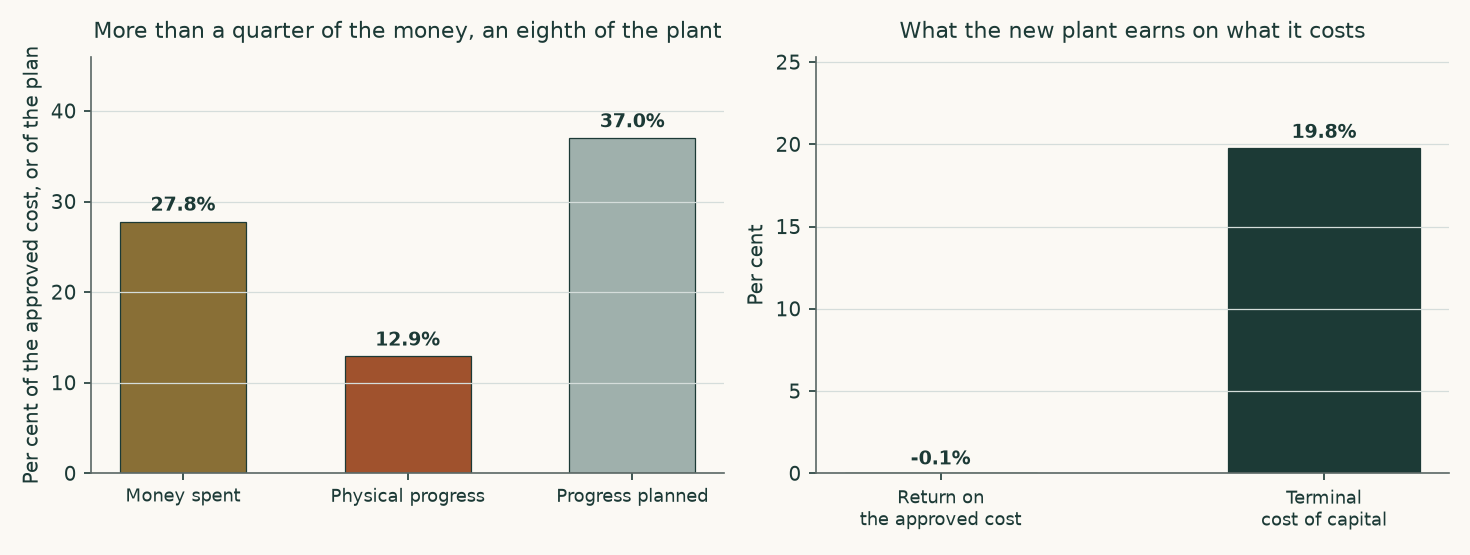 More than a quarter of the money, an eighth of the plant
Per cent of the approved cost, or of the plan
40
30
20
10
0
27.8%
12.9%
37.0%
Money spent
Physical progress
Progress planned
What the new plant earns on what it costs
Per cent
25
20
15
10
5
0
-0.1%
19.8%
Return on
the approved cost
Terminal
cost of capital